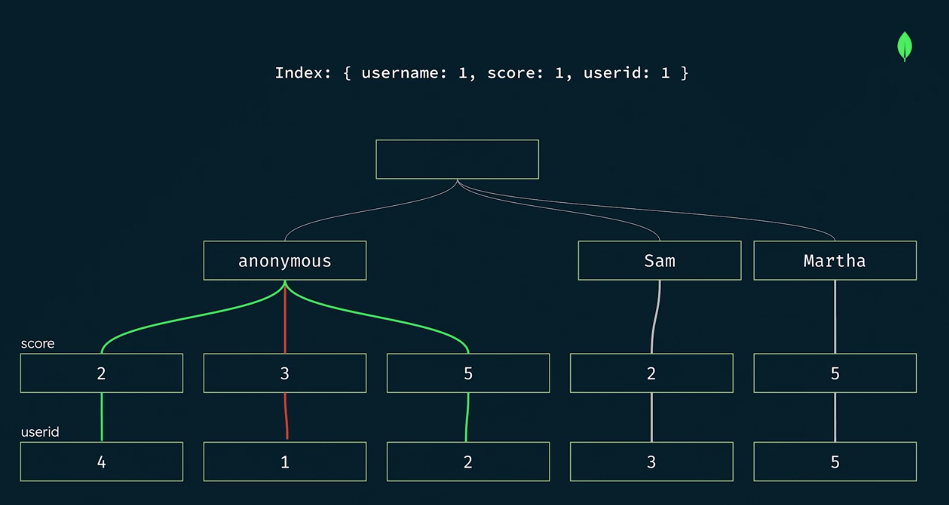 Index: { username: 1, score: 1, userid: 1 }
anonymous Sam Martha
score
2 3 5 2 5
userid
4 1 2 3 5